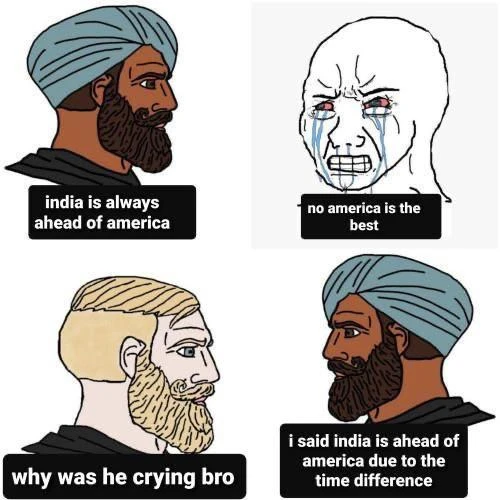 india is always
ahead of america
no america is the
best
why was he crying bro
i said india is ahead of
america due to the
time difference